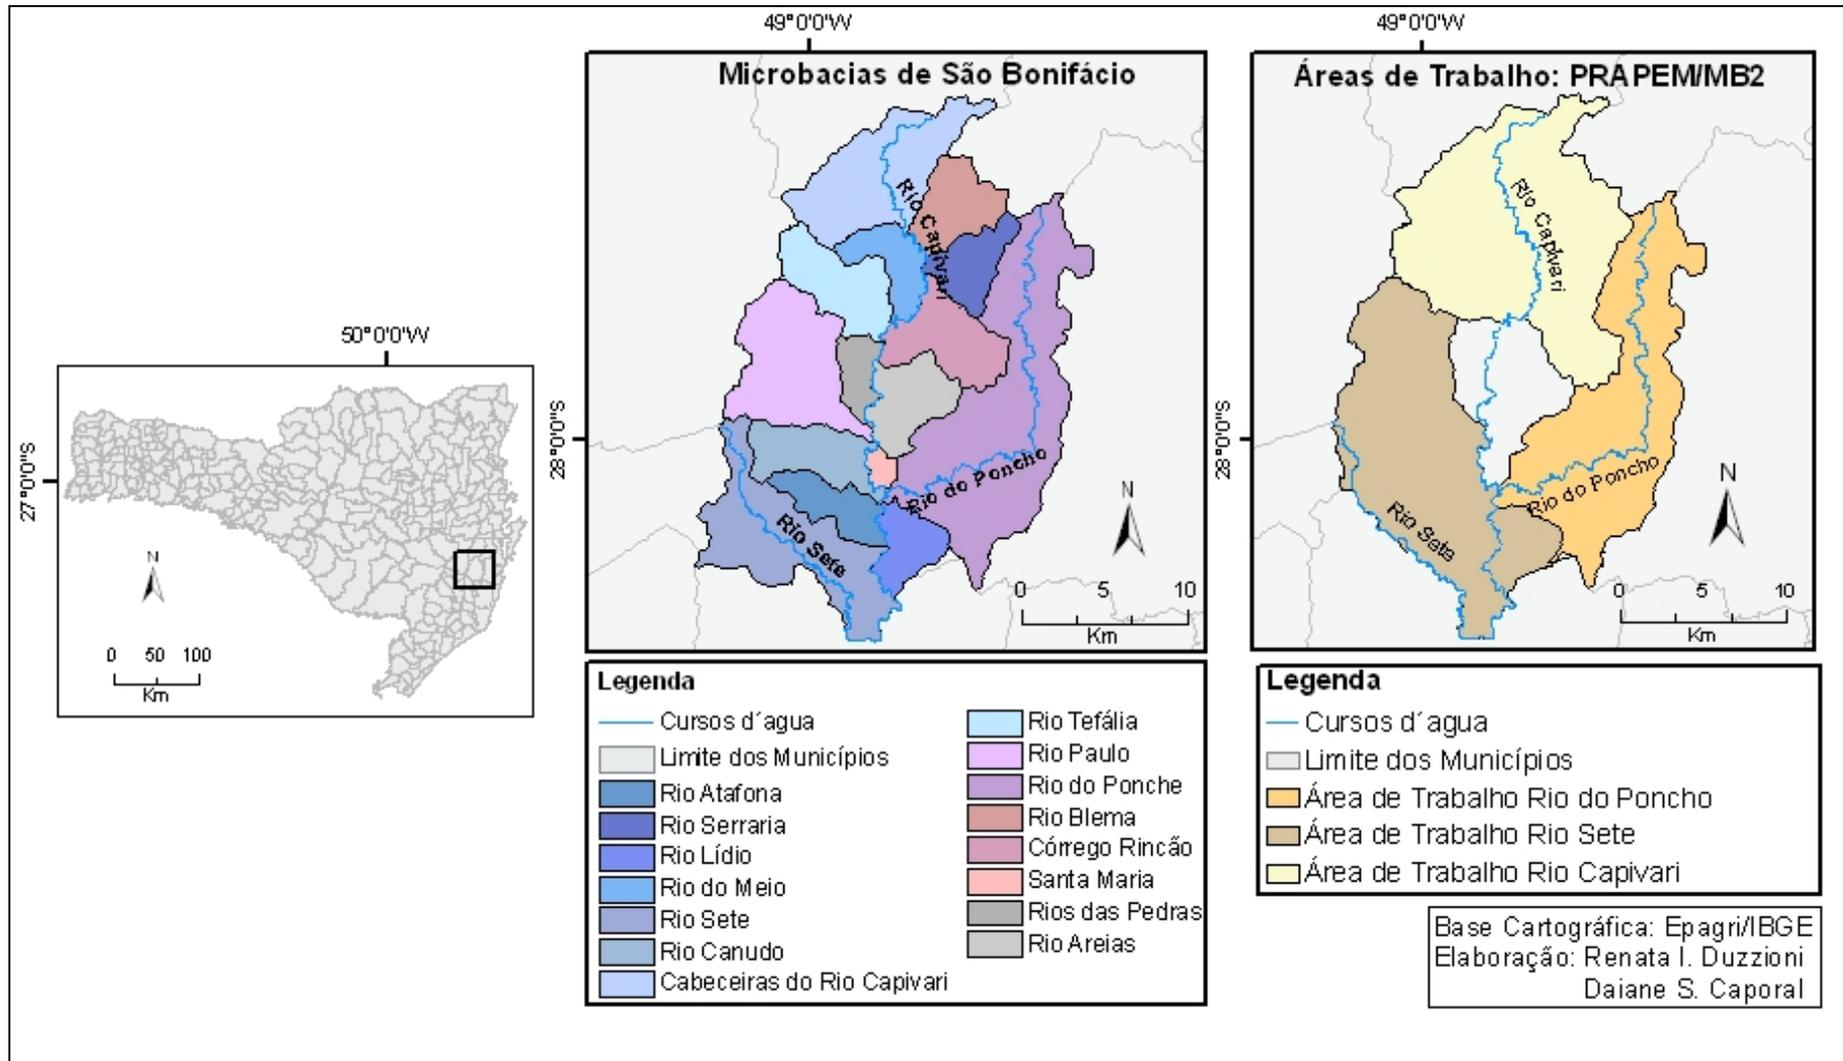 50°0'0"W
27°0'0"S
N
0 50 100
Km
49°0'0"W
28°0'0"S
Microbacias de São Bonifácio
Rio Capivari
Rio do Poncho
Rio Sete
N
0 5 10
Km
Legenda
Cursos d´agua
Limite dos Municípios
Rio Atafona
Rio Serraria
Rio Lídio
Rio do Meio
Rio Sete
Rio Canudo
Cabeceiras do Rio Capivari
Rio Tefália
Rio Paulo
Rio do Ponche
Rio Blema
Córrego Rincão
Santa Maria
Rios das Pedras
Rio Areias
49°0'0"W
28°0'0"S
Áreas de Trabalho: PRAPEM/MB2
Rio Capivari
Rio do Poncho
Rio Sete
N
0 5 10
Km
Legenda
Cursos d´agua
Limite dos Municípios
Área de Trabalho Rio do Poncho
Área de Trabalho Rio Sete
Área de Trabalho Rio Capivari
Base Cartográfica: Epagri/IBGE
Elaboração: Renata I. Duzzioni
Daiane S. Caporal